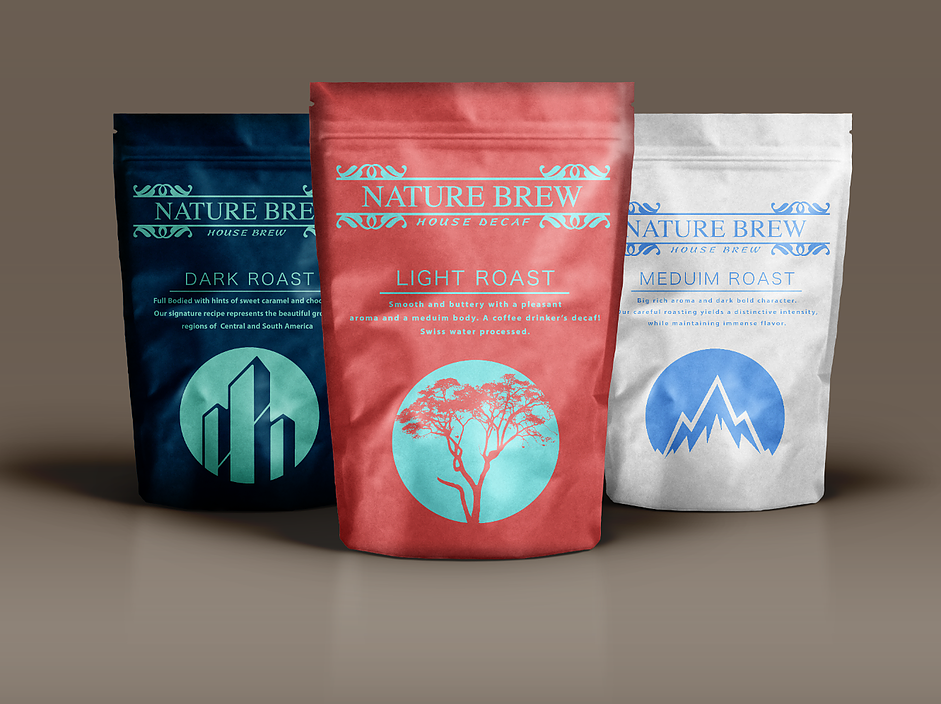 NATURE BRE
HOUSE BREW
DARK ROAST
Full Bodied with hints of sweet caramel and
Our signature recipe represents the beautiful
regions of Central and South America
NATURE BREW
HOUSE DECAF
LIGHT ROAST
Smooth and buttery with a pleasant
aroma and a meduim body. A coffee drinker's decaf!
Swiss water processed.
NATURE BREW
HOUSE BREW
MEDUIM ROAST
Big rich aroma and dark bold character.
Our careful roasting yields a distinctive intensity,
while maintaining immense flavor.